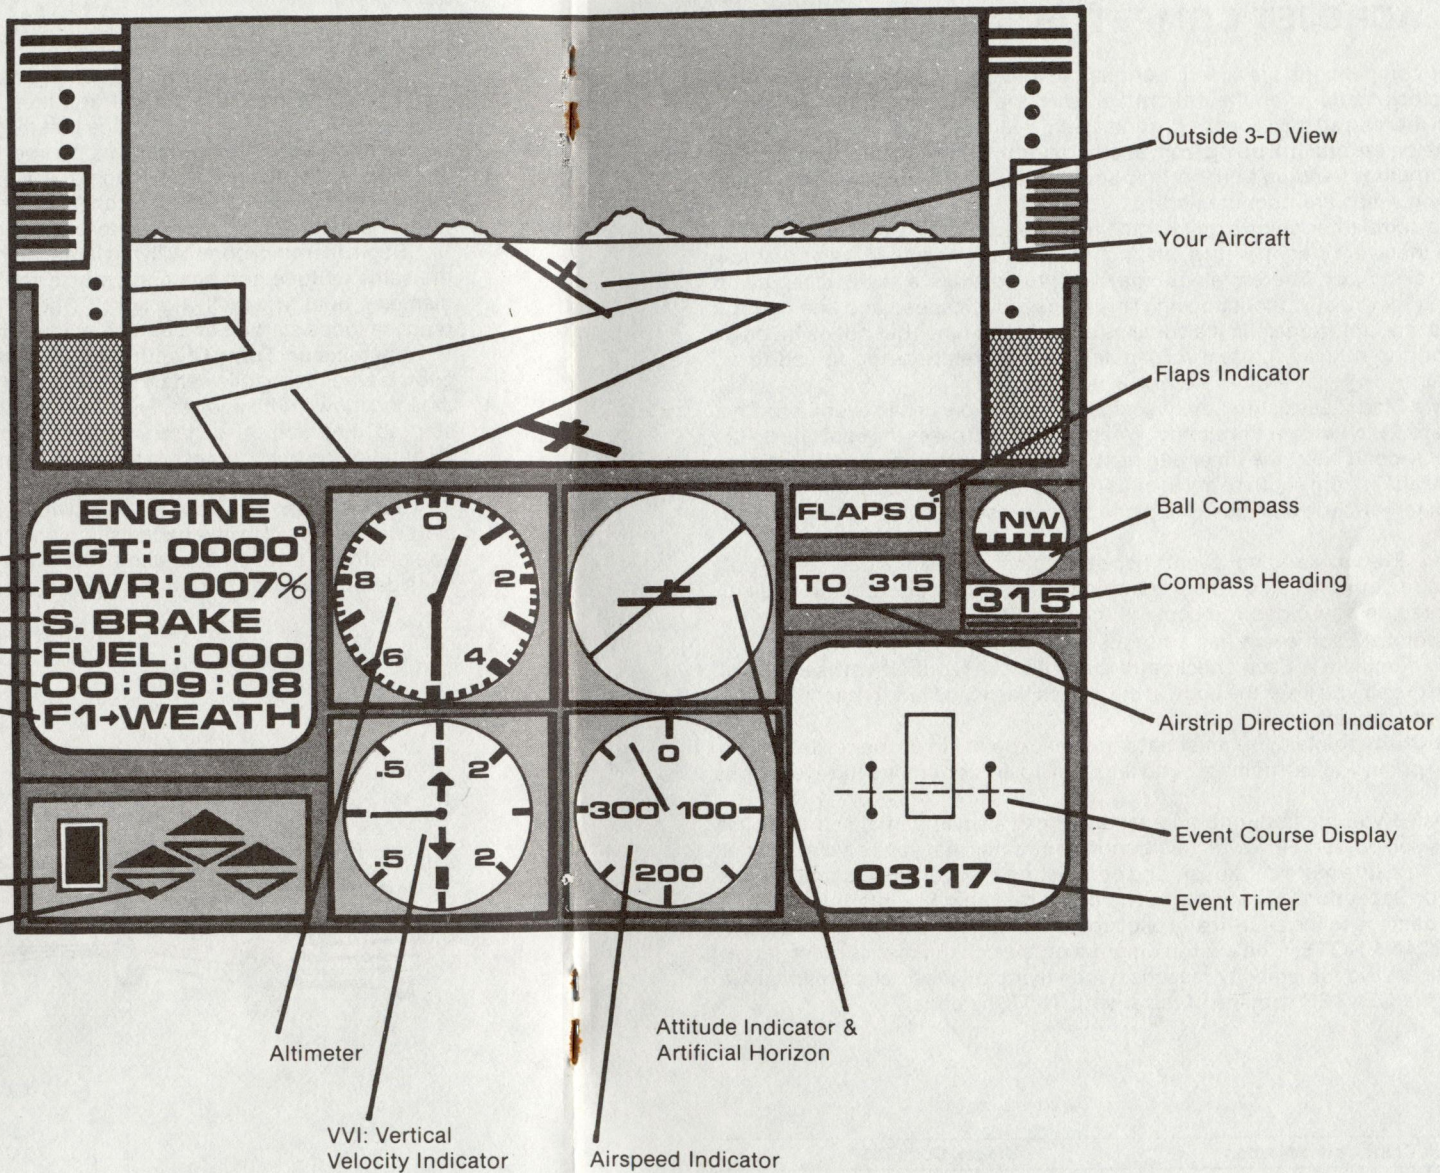 Outside 3-D View
Your Aircraft
Flaps Indicator
Ball Compass
Compass Heading
Airstrip Direction Indicator
Event Course Display
Event Timer
ENGINE
EGT: 0000°
PWR: 007%
S. BRAKE
FUEL: 000
00:09:08
F1→WEATH
0
8 2
6 4
FLAPS 0°
TO 315
NW
315
.5 2
.5 2
0
300 100
200
03:17
Altimeter
Attitude Indicator &
Artificial Horizon
VVI: Vertical
Velocity Indicator
Airspeed Indicator